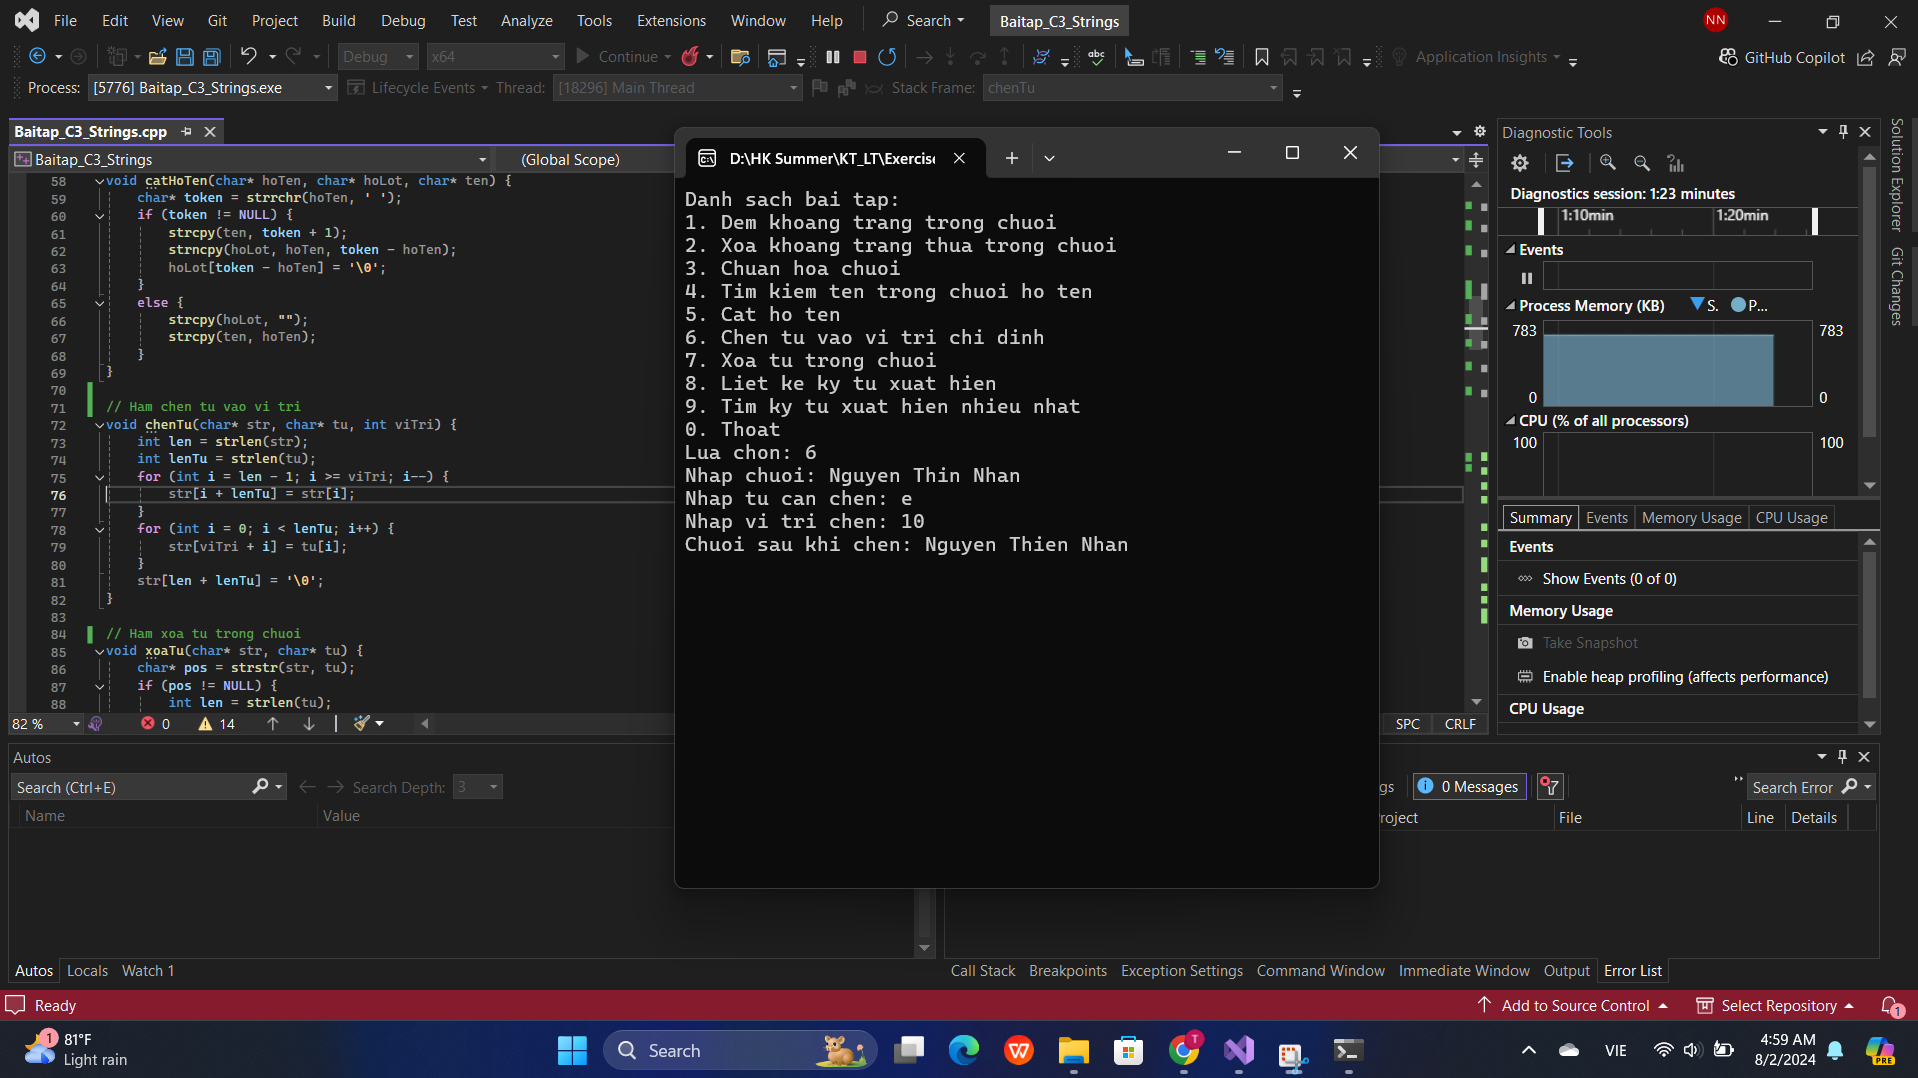 File Edit View Git Project Build Debug Test Analyze Tools Extensions Window Help Search Baitap_C3_Strings NN
Debug x64 Continue abc Application Insights GitHub Copilot
Process: [5776] Baitap_C3_Strings.exe Lifecycle Events Thread: [18296] Main Thread Stack Frame: chenTu
Baitap_C3_Strings.cpp
Baitap_C3_Strings (Global Scope)
58 void catHoTen(char* hoTen, char* hoLot, char* ten) {
59 char* token = strrchr(hoTen, ' ');
60 if (token != NULL) {
61 strcpy(ten, token + 1);
62 strncpy(hoLot, hoTen, token - hoTen);
63 hoLot[token - hoTen] = '\0';
64 }
65 else {
66 strcpy(hoLot, "");
67 strcpy(ten, hoTen);
68 }
69 }
70
71 // Ham chen tu vao vi tri
72 void chenTu(char* str, char* tu, int viTri) {
73 int len = strlen(str);
74 int lenTu = strlen(tu);
75 for (int i = len - 1; i >= viTri; i--) {
76 str[i + lenTu] = str[i];
77 }
78 for (int i = 0; i < lenTu; i++) {
79 str[viTri + i] = tu[i];
80 }
81 str[len + lenTu] = '\0';
82 }
83
84 // Ham xoa tu trong chuoi
85 void xoaTu(char* str, char* tu) {
86 char* pos = strstr(str, tu);
87 if (pos != NULL) {
88 int len = strlen(tu);
82 % 0 14 SPC CRLF
D:\HK Summer\KT_LT\Exercise
Danh sach bai tap:
1. Dem khoang trang trong chuoi
2. Xoa khoang trang thua trong chuoi
3. Chuan hoa chuoi
4. Tim kiem ten trong chuoi ho ten
5. Cat ho ten
6. Chen tu vao vi tri chi dinh
7. Xoa tu trong chuoi
8. Liet ke ky tu xuat hien
9. Tim ky tu xuat hien nhieu nhat
0. Thoat
Lua chon: 6
Nhap chuoi: Nguyen Thin Nhan
Nhap tu can chen: e
Nhap vi tri chen: 10
Chuoi sau khi chen: Nguyen Thien Nhan
Diagnostic Tools
Diagnostics session: 1:23 minutes
1:10min 1:20min
Events
Process Memory (KB) S. P...
783 783
0 0
CPU (% of all processors)
100 100
Summary Events Memory Usage CPU Usage
Events
Show Events (0 of 0)
Memory Usage
Take Snapshot
Enable heap profiling (affects performance)
CPU Usage
Solution Explorer
Git Changes
Autos
Search (Ctrl+E) Search Depth: 3
Name Value
gs 0 Messages Search Error
roject File Line Details
Autos Locals Watch 1
Call Stack Breakpoints Exception Settings Command Window Immediate Window Output Error List
Ready Add to Source Control Select Repository 1
1 81°F
Light rain
Search
T
VIE
4:59 AM
8/2/2024
PRE